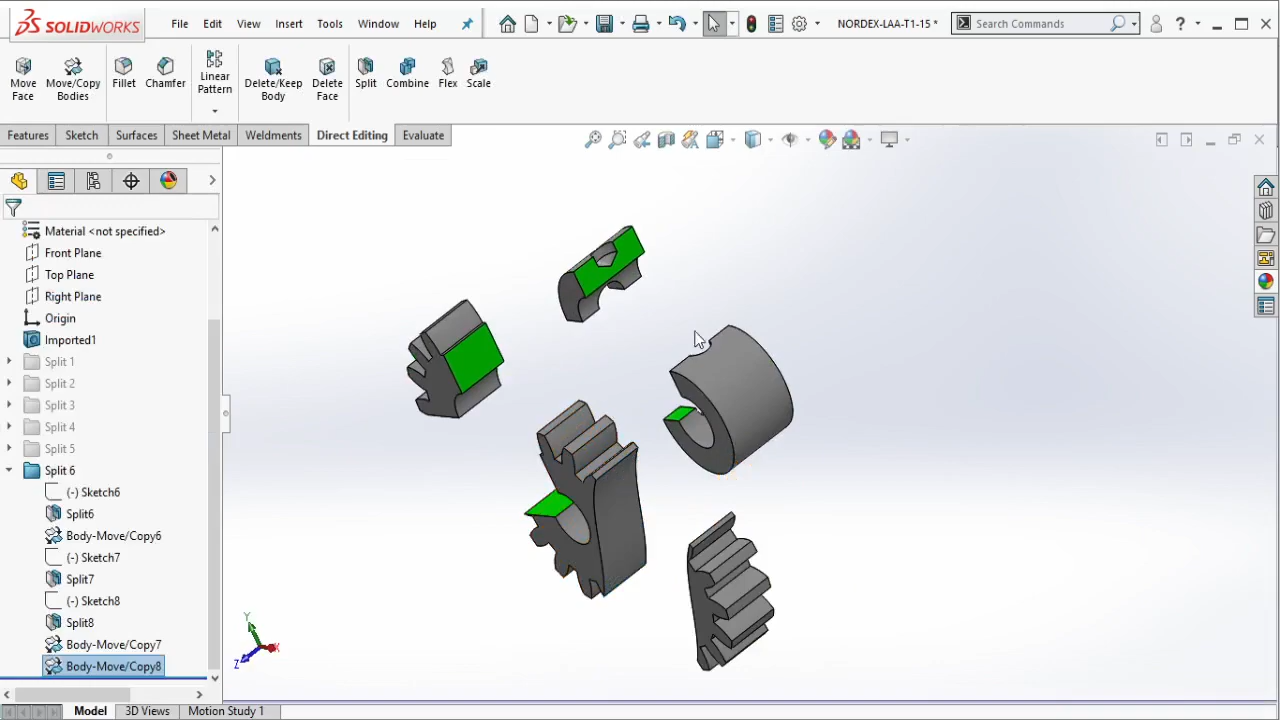 SOLIDWORKS
File Edit View Insert Tools Window Help
NORDEX-LAA-T1-15 *
Search Commands
?
Move Face
Move/Copy Bodies
Fillet
Chamfer
Linear Pattern
Delete/Keep Body
Delete Face
Split
Combine
Flex
Scale
Features Sketch Surfaces Sheet Metal Weldments Direct Editing Evaluate
Material <not specified>
Front Plane
Top Plane
Right Plane
Origin
Imported1
Split 1
Split 2
Split 3
Split 4
Split 5
Split 6
(-) Sketch6
Split6
Body-Move/Copy6
(-) Sketch7
Split7
(-) Sketch8
Split8
Body-Move/Copy7
Body-Move/Copy8
Y
Z
X
Model 3D Views Motion Study 1